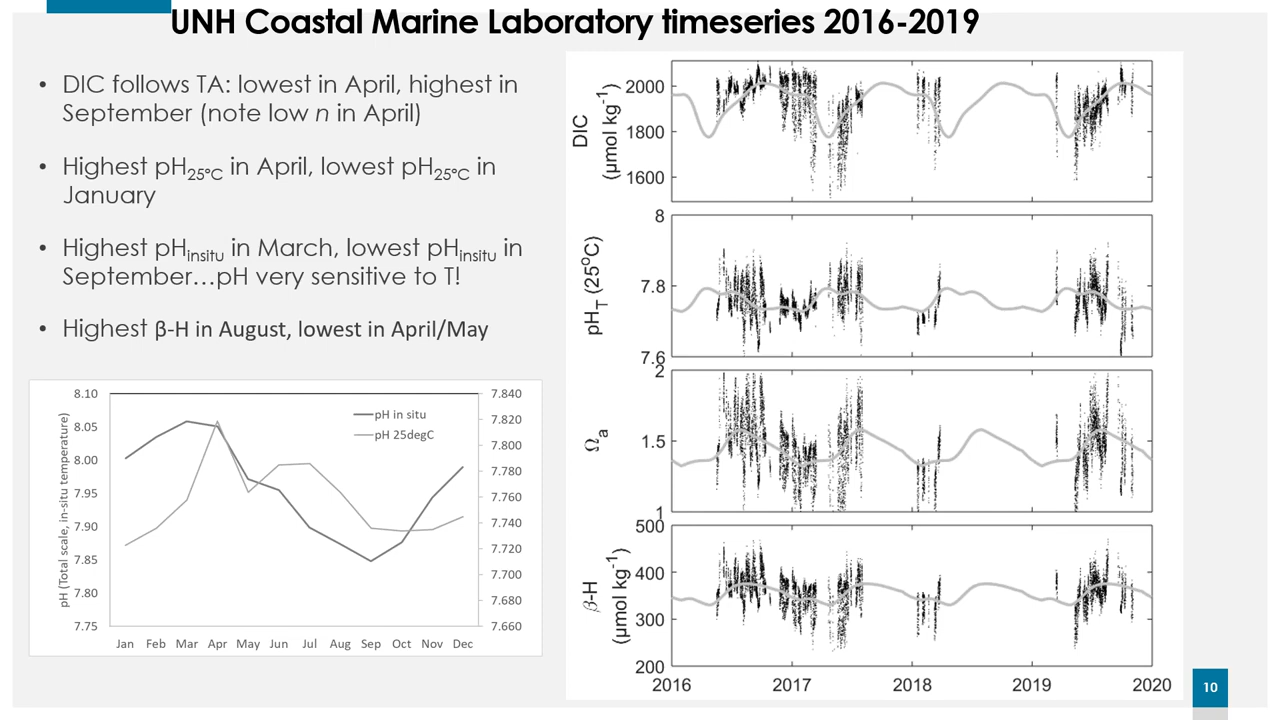 UNH Coastal Marine Laboratory timeseries 2016-2019
• DIC follows TA: lowest in April, highest in
September (note low n in April)
• Highest pH25°C in April, lowest pH25°C in
January
• Highest pHinsitu in March, lowest pHinsitu in
September…pH very sensitive to T!
• Highest β-H in August, lowest in April/May
pH (Total scale, in-situ temperature)
8.10
8.05
8.00
7.95
7.90
7.85
7.80
7.75
pH in situ
pH 25degC
7.840
7.820
7.800
7.780
7.760
7.740
7.720
7.700
7.680
7.660
Jan Feb Mar Apr May Jun Jul Aug Sep Oct Nov Dec
DIC
(µmol kg-1)
2000
1800
1600
pHT (25oC)
8
7.8
7.6
Ωa
2
1.5
1
β-H
(µmol kg-1)
500
400
300
200
2016 2017 2018 2019 2020
10